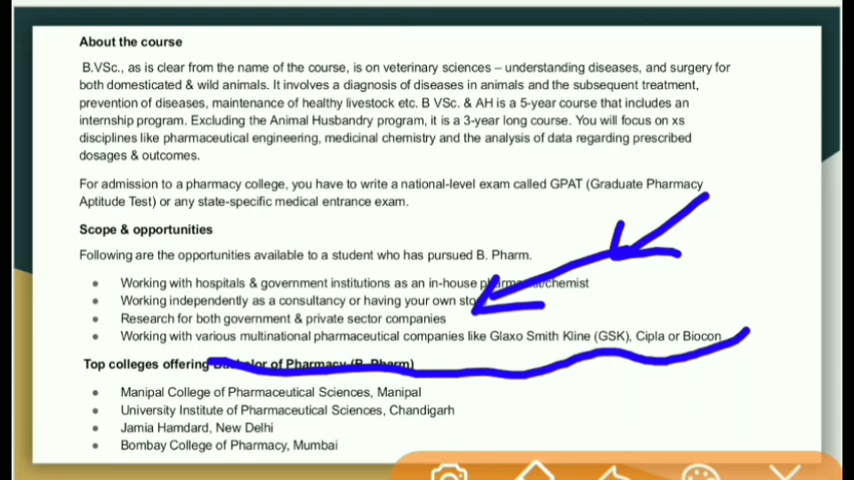 About the course
B.VSc., as is clear from the name of the course, is on veterinary sciences – understanding diseases, and surgery for
both domesticated & wild animals. It involves a diagnosis of diseases in animals and the subsequent treatment,
prevention of diseases, maintenance of healthy livestock etc. B VSc. & AH is a 5-year course that includes an
internship program. Excluding the Animal Husbandry program, it is a 3-year long course. You will focus on xs
disciplines like pharmaceutical engineering, medicinal chemistry and the analysis of data regarding prescribed
dosages & outcomes.
For admission to a pharmacy college, you have to write a national-level exam called GPAT (Graduate Pharmacy
Aptitude Test) or any state-specific medical entrance exam.
Scope & opportunities
Following are the opportunities available to a student who has pursued B. Pharm.
• Working with hospitals & government institutions as an in-house pharmacist/chemist
• Working independently as a consultancy or having your own
• Research for both government & private sector companies
• Working with various multinational pharmaceutical companies like Glaxo Smith Kline (GSK), Cipla or Biocon
Top colleges offering Bachelor of Pharmacy (B. Pharm)
• Manipal College of Pharmaceutical Sciences, Manipal
• University Institute of Pharmaceutical Sciences, Chandigarh
• Jamia Hamdard, New Delhi
• Bombay College of Pharmacy, Mumbai